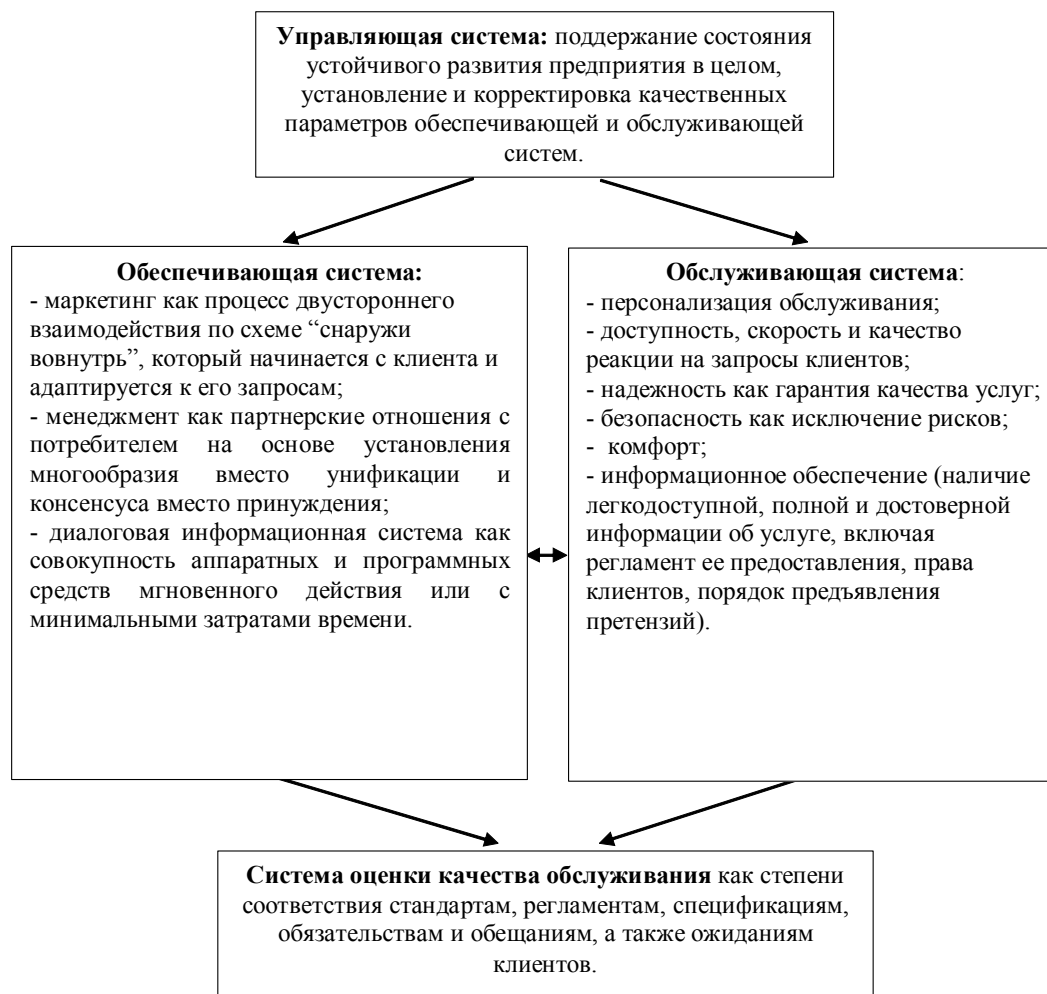 Управляющая система: поддержание состояния
устойчивого развития предприятия в целом,
установление и корректировка качественных
параметров обеспечивающей и обслуживающей
систем.
Обеспечивающая система:
- маркетинг как процесс двустороннего
взаимодействия по схеме “снаружи
вовнутрь”, который начинается с клиента и
адаптируется к его запросам;
- менеджмент как партнерские отношения с
потребителем на основе установления
многообразия вместо унификации и
консенсуса вместо принуждения;
- диалоговая информационная система как
совокупность аппаратных и программных
средств мгновенного действия или с
минимальными затратами времени.
Обслуживающая система:
- персонализация обслуживания;
- доступность, скорость и качество
реакции на запросы клиентов;
- надежность как гарантия качества услуг;
- безопасность как исключение рисков;
- комфорт;
- информационное обеспечение (наличие
легкодоступной, полной и достоверной
информации об услуге, включая
регламент ее предоставления, права
клиентов, порядок предъявления
претензий).
Система оценки качества обслуживания как степени
соответствия стандартам, регламентам, спецификациям,
обязательствам и обещаниям, а также ожиданиям
клиентов.